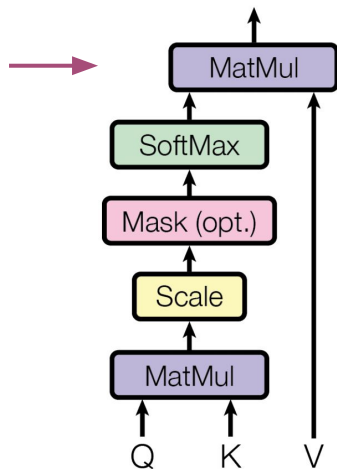 MatMul
SoftMax
Mask (opt.)
Scale
MatMul
Q K V